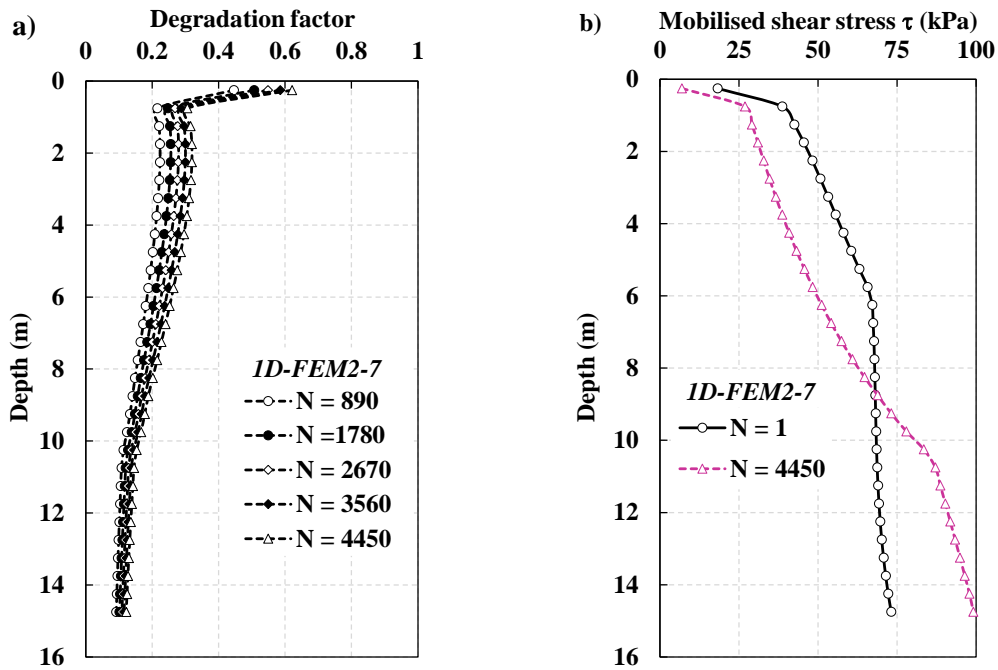 a)
Degradation factor
0 0.2 0.4 0.6 0.8 1
0
2
4
6
8
10
12
14
16
Depth (m)
1D-FEM2-7
N = 890
N =1780
N = 2670
N = 3560
N = 4450
b)
Mobilised shear stress τ (kPa)
0 25 50 75 100
0
2
4
6
8
10
12
14
16
Depth (m)
1D-FEM2-7
N = 1
N = 4450